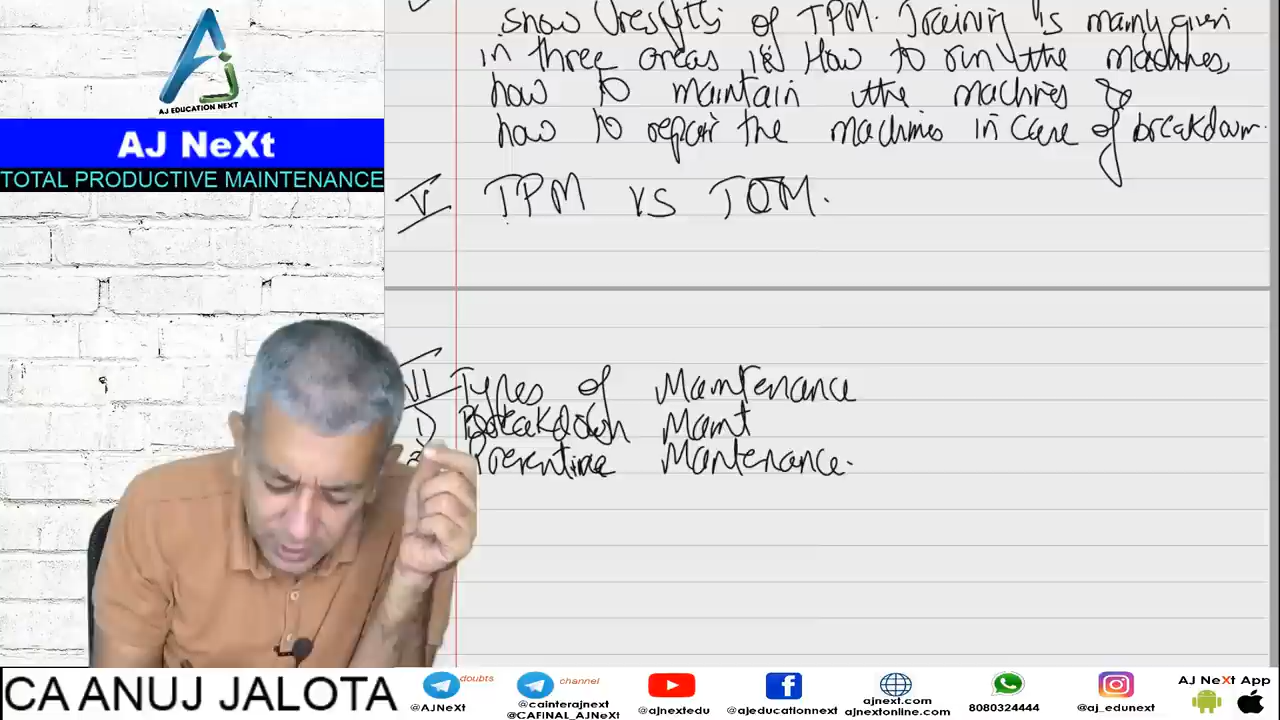 AJ EDUCATION NEXT
AJ NeXt
TOTAL PRODUCTIVE MAINTENANCE
show results of TPM. Training is mainly given
in three areas ie How to run the machines,
how to maintain the machines &
how to repair the machines in case of breakdown.
V TPM VS TQM.
VI Types of Maintenance
1) Breakdown Maint
2) Preventive Maintenance.
CA ANUJ JALOTA
doubts
@AJNeXt
channel
@cainterajnext
@CAFINAL_AJNeXt
@ajnextedu
@ajeducationnext
ajnext.com
ajnextonline.com
8080324444
@aj_edunext
AJ NeXt App